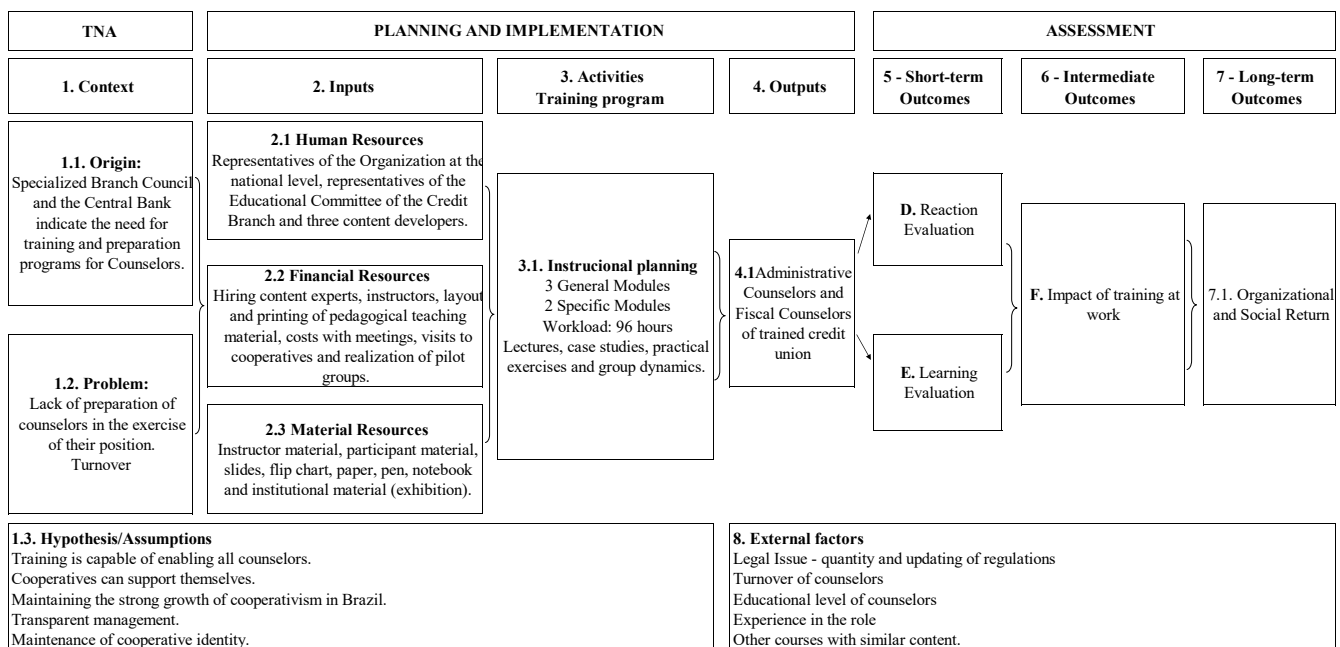 TNA
PLANNING AND IMPLEMENTATION
ASSESSMENT
1. Context
2. Inputs
3. Activities
Training program
4. Outputs
5 - Short-term
Outcomes
6 - Intermediate
Outcomes
7 - Long-term
Outcomes
1.1. Origin:
Specialized Branch Council
and the Central Bank
indicate the need for
training and preparation
programs for Counselors.
1.2. Problem:
Lack of preparation of
counselors in the exercise
of their position.
Turnover
2.1 Human Resources
Representatives of the Organization at the
national level, representatives of the
Educational Committee of the Credit
Branch and three content developers.
2.2 Financial Resources
Hiring content experts, instructors, layout
and printing of pedagogical teaching
material, costs with meetings, visits to
cooperatives and realization of pilot
groups.
2.3 Material Resources
Instructor material, participant material,
slides, flip chart, paper, pen, notebook
and institutional material (exhibition).
3.1. Instrucional planning
3 General Modules
2 Specific Modules
Workload: 96 hours
Lectures, case studies, practical
exercises and group dynamics.
4.1Administrative
Counselors and
Fiscal Counselors
of trained credit
union
D. Reaction
Evaluation
E. Learning
Evaluation
F. Impact of training at
work
7.1. Organizational
and Social Return
1.3. Hypothesis/Assumptions
Training is capable of enabling all counselors.
Cooperatives can support themselves.
Maintaining the strong growth of cooperativism in Brazil.
Transparent management.
Maintenance of cooperative identity.
8. External factors
Legal Issue - quantity and updating of regulations
Turnover of counselors
Educational level of counselors
Experience in the role
Other courses with similar content.